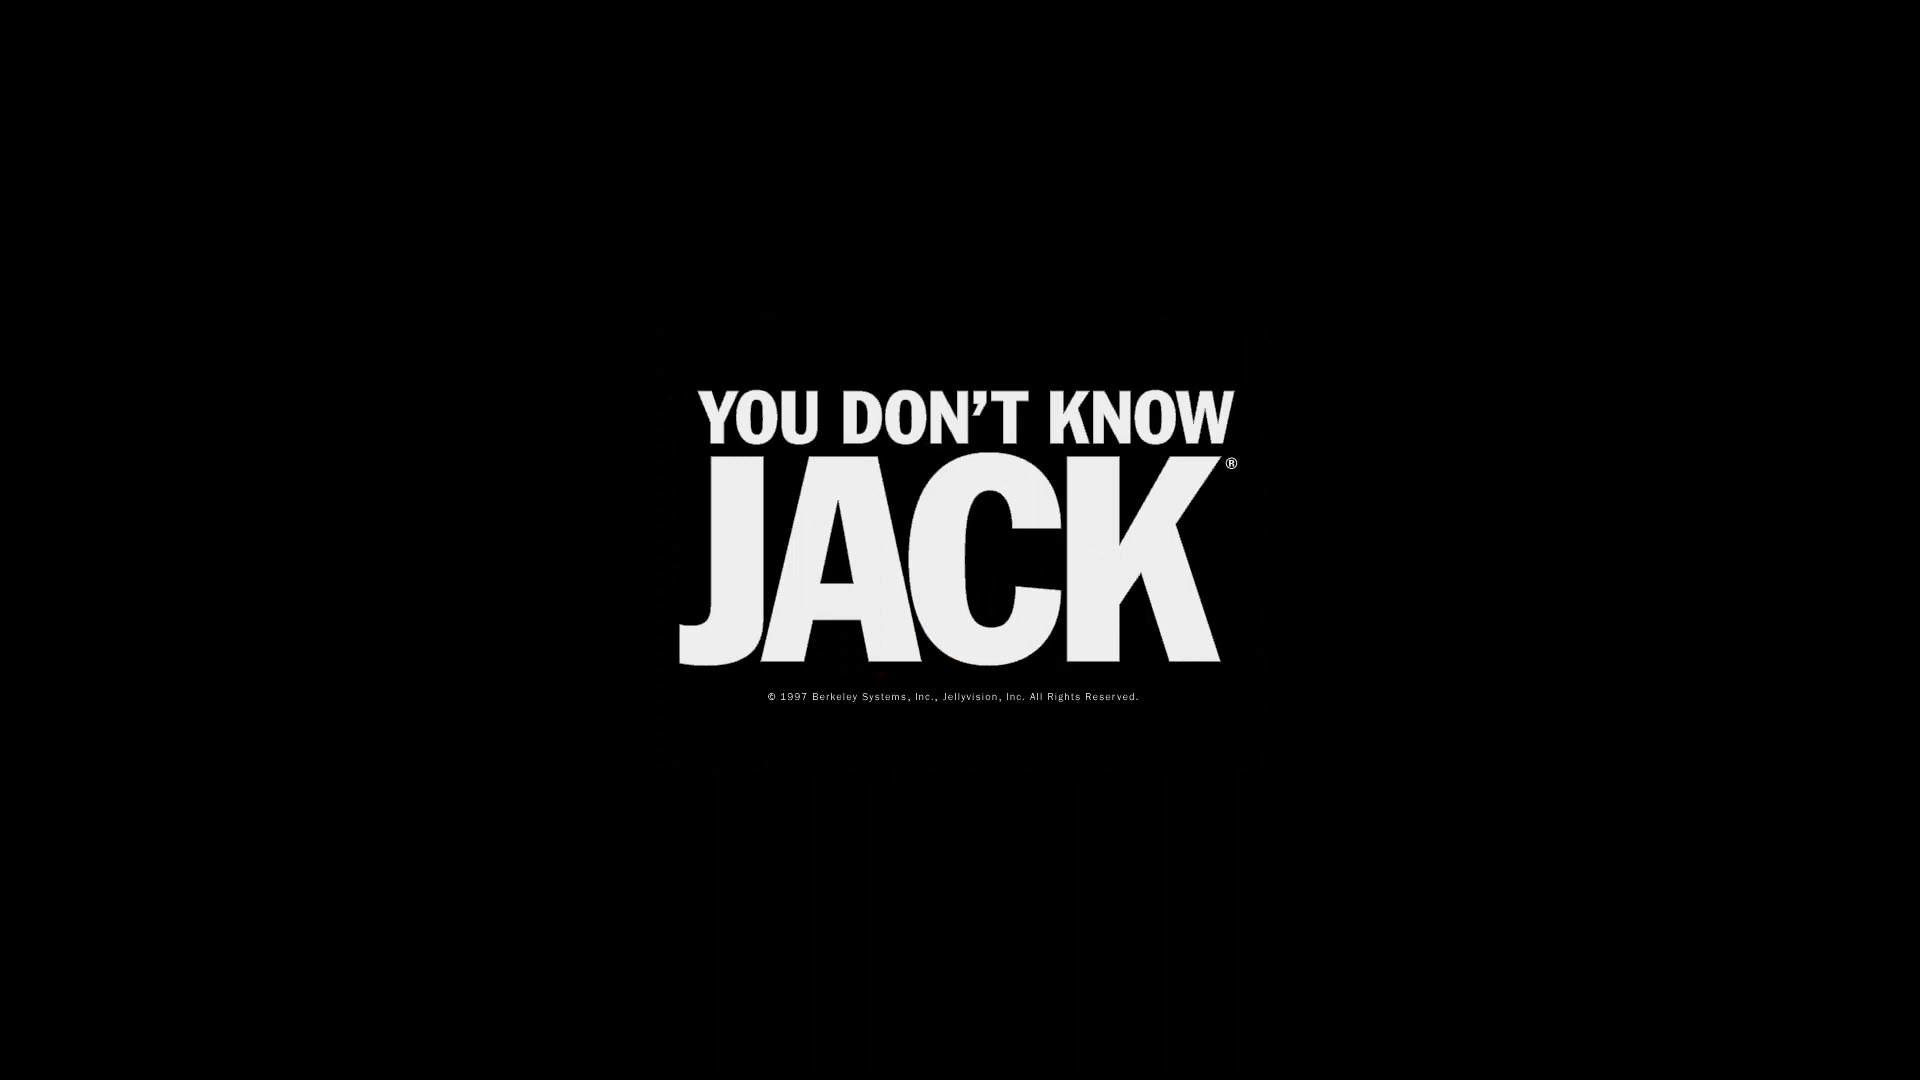 YOU DON’T KNOW
JACK®
© 1997 Berkeley Systems, Inc., Jellyvision, Inc. All Rights Reserved.